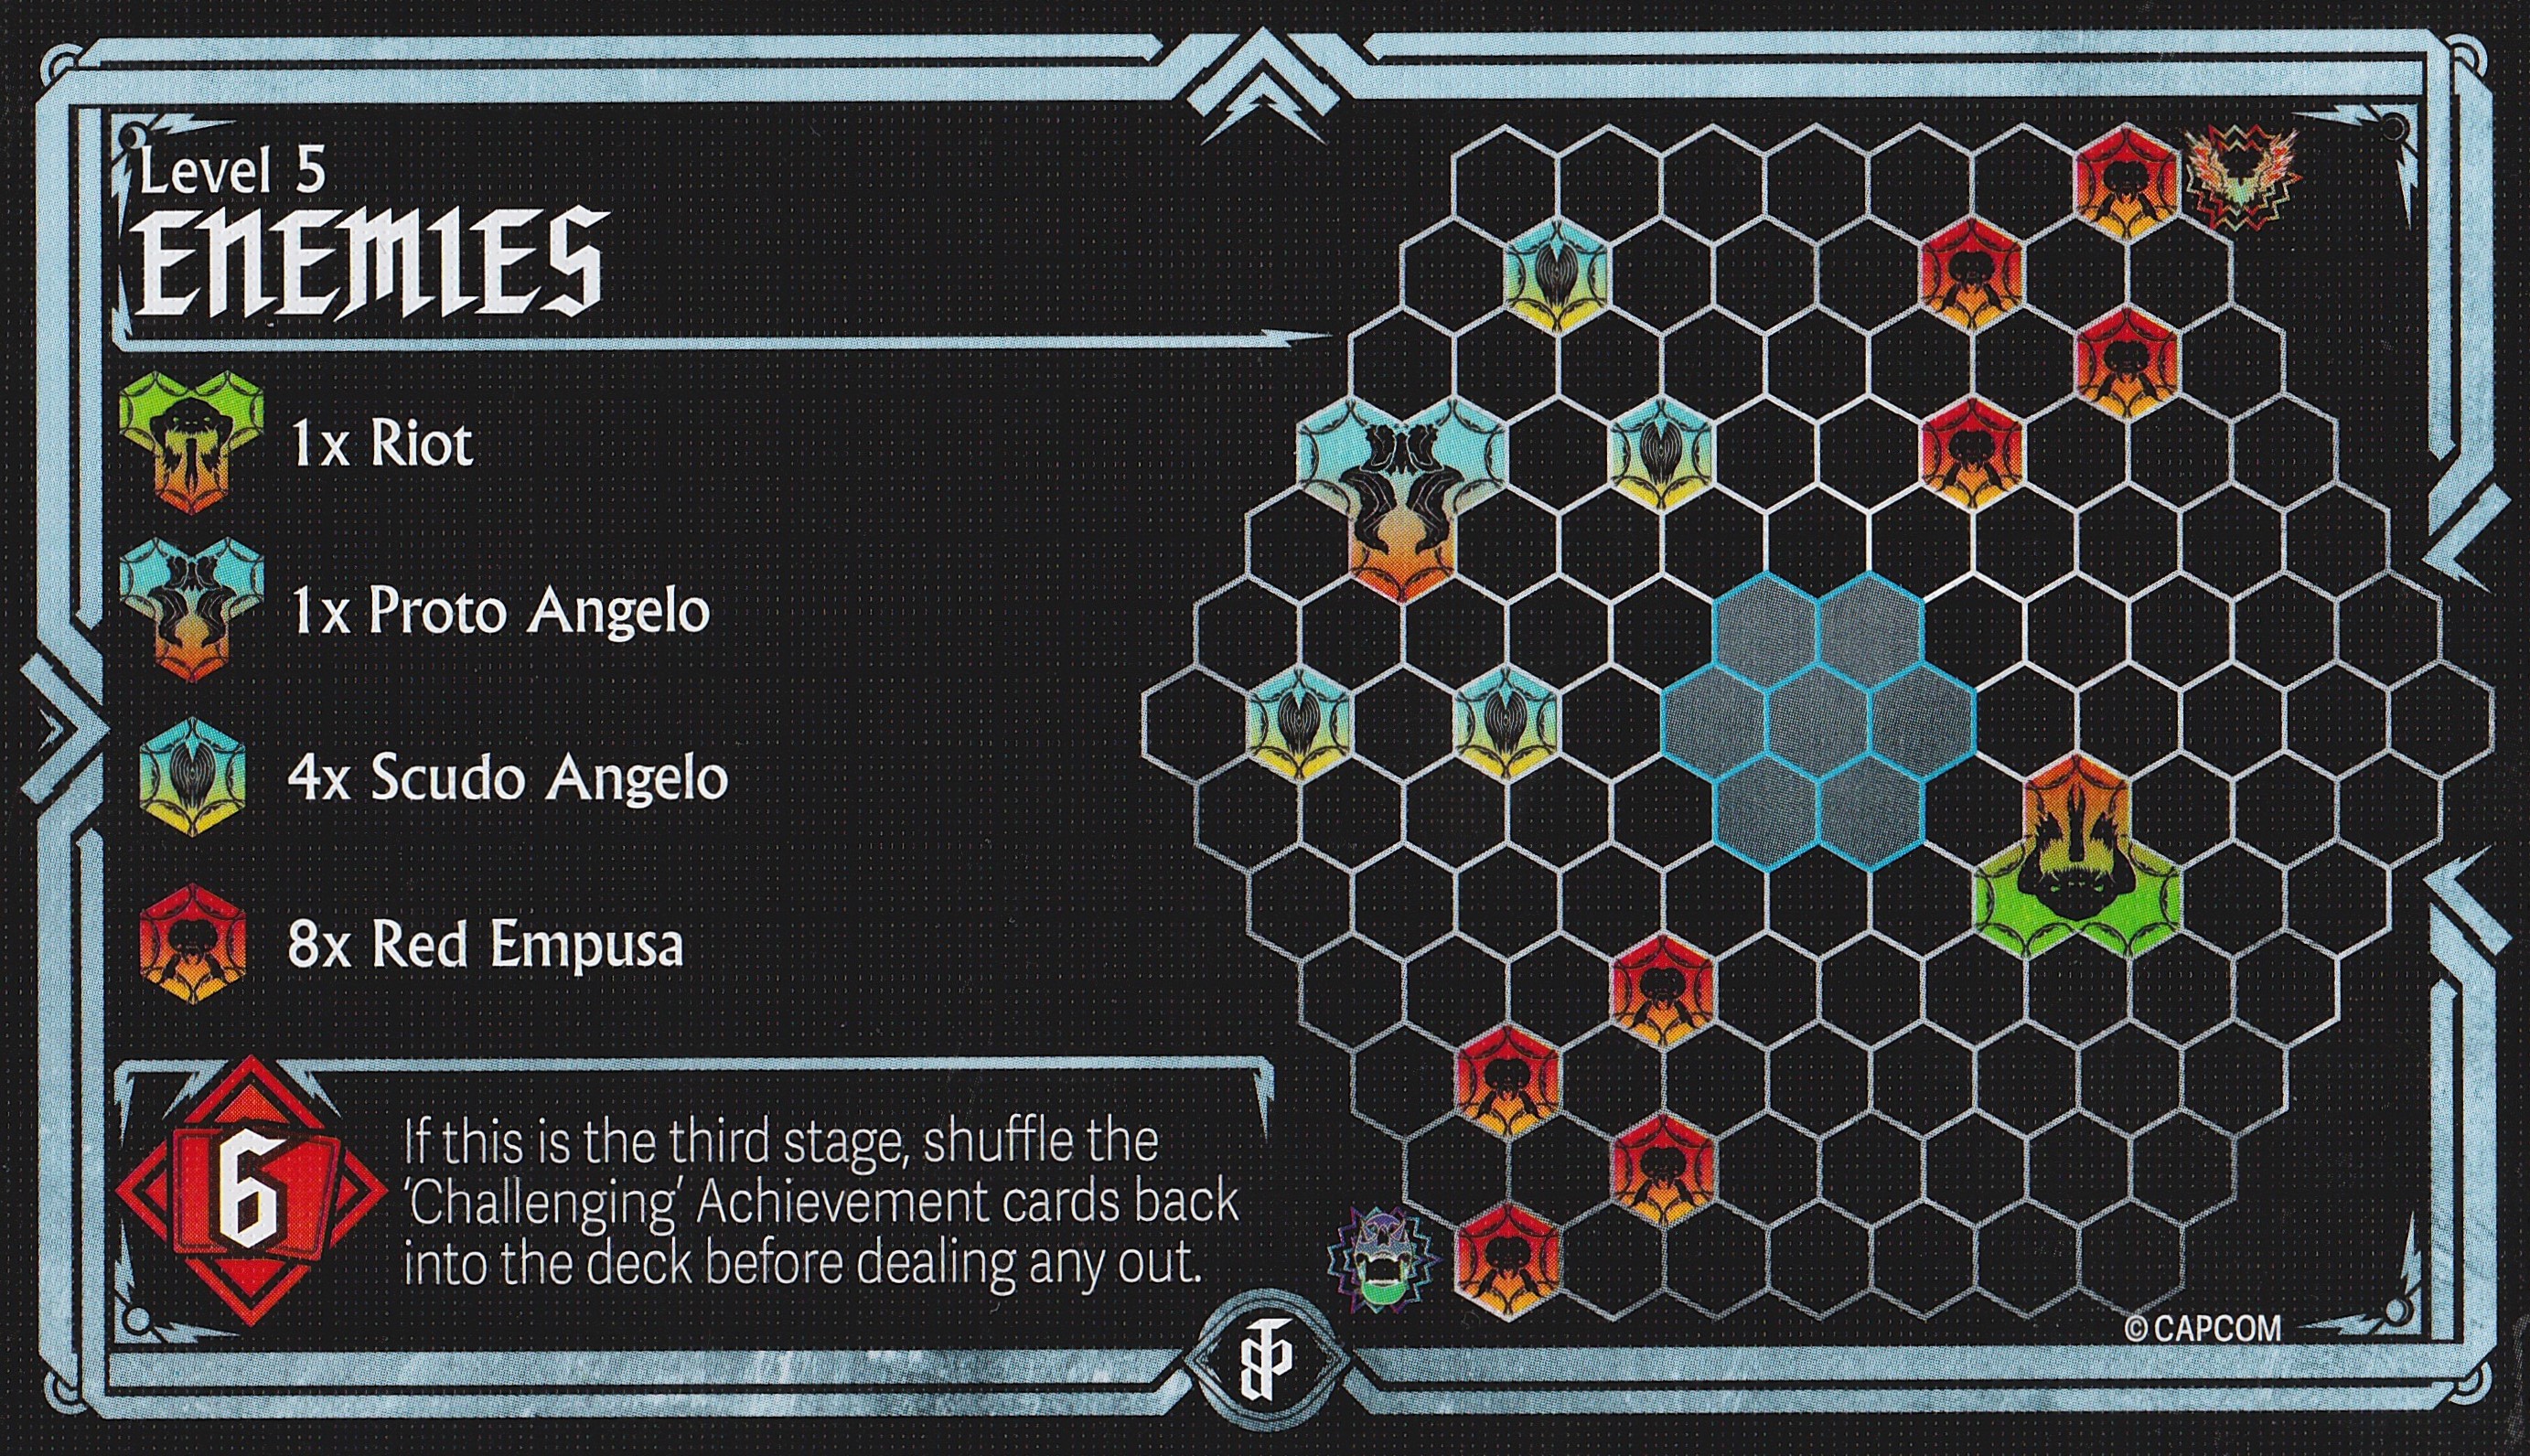 Level 5
ENEMIES
1x Riot
1x Proto Angelo
4x Scudo Angelo
8x Red Empusa
6
If this is the third stage, shuffle the
‘Challenging’ Achievement cards back
into the deck before dealing any out.
© CAPCOM